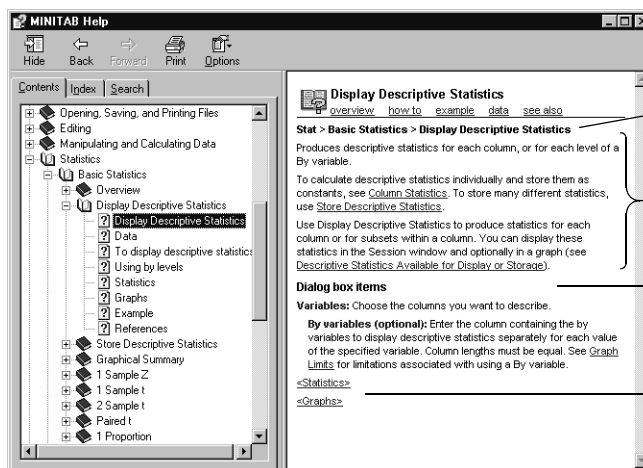 MINITAB Help
Hide Back Forward Print Options
Contents Index Search
Opening, Saving, and Printing Files
Editing
Manipulating and Calculating Data
Statistics
Basic Statistics
Overview
Display Descriptive Statistics
Display Descriptive Statistics
Data
To display descriptive statistics
Using by levels
Statistics
Graphs
Example
References
Store Descriptive Statistics
Graphical Summary
1 Sample Z
1 Sample t
2 Sample t
Paired t
1 Proportion
Display Descriptive Statistics
overview how to example data see also
Stat > Basic Statistics > Display Descriptive Statistics
Produces descriptive statistics for each column, or for each level of a
By variable.
To calculate descriptive statistics individually and store them as
constants, see Column Statistics. To store many different statistics,
use Store Descriptive Statistics.
Use Display Descriptive Statistics to produce statistics for each
column or for subsets within a column. You can display these
statistics in the Session window and optionally in a graph (see
Descriptive Statistics Available for Display or Storage).
Dialog box items
Variables: Choose the columns you want to describe.
By variables (optional): Enter the column containing the by
variables to display descriptive statistics separately for each value
of the specified variable. Column lengths must be equal. See Graph
Limits for limitations associated with using a By variable.
<Statistics>
<Graphs>